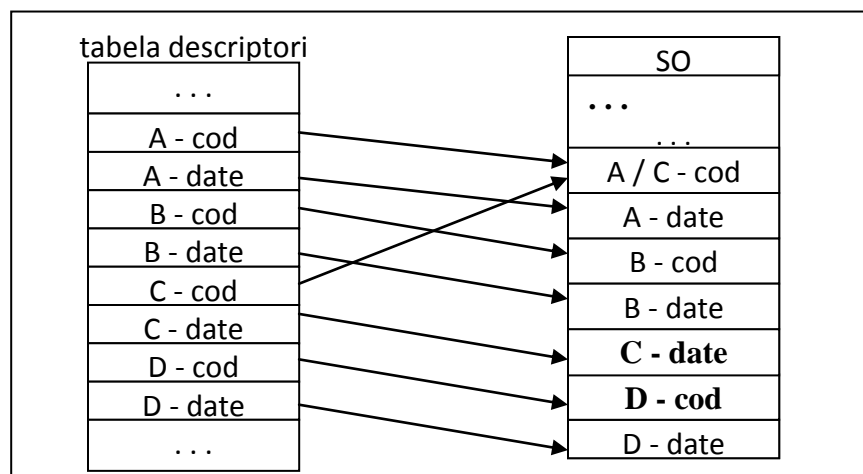 tabela descriptori
. . .
A - cod
A - date
B - cod
B - date
C - cod
C - date
D - cod
D - date
. . .
SO
. . .
. . .
A / C - cod
A - date
B - cod
B - date
C - date
D - cod
D - date